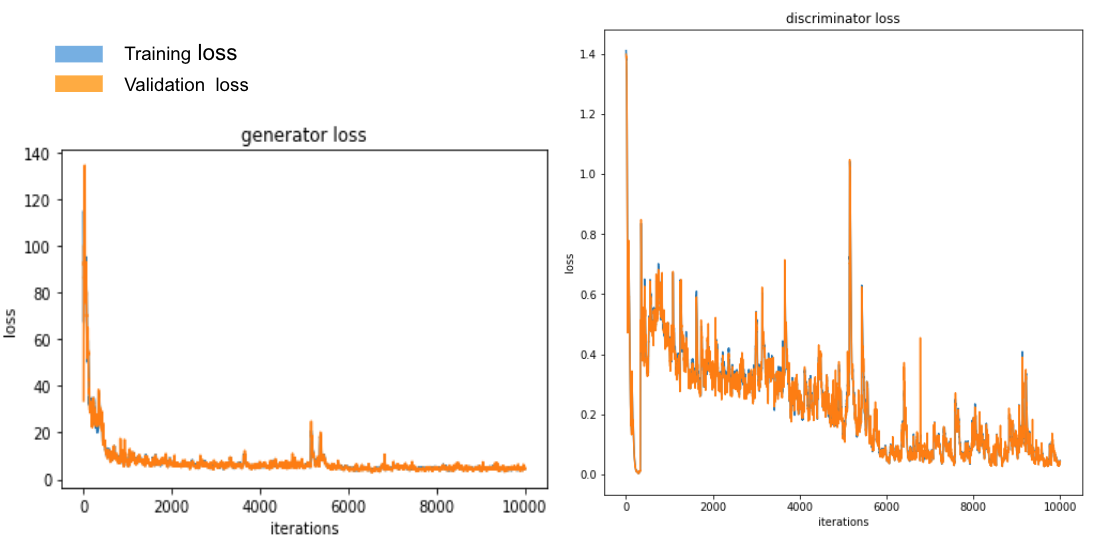 Training loss
Validation loss
generator loss
140
120
100
80
60
40
20
0
loss
0 2000 4000 6000 8000 10000
iterations
discriminator loss
1.4
1.2
1.0
0.8
0.6
0.4
0.2
0.0
loss
0 2000 4000 6000 8000 10000
iterations